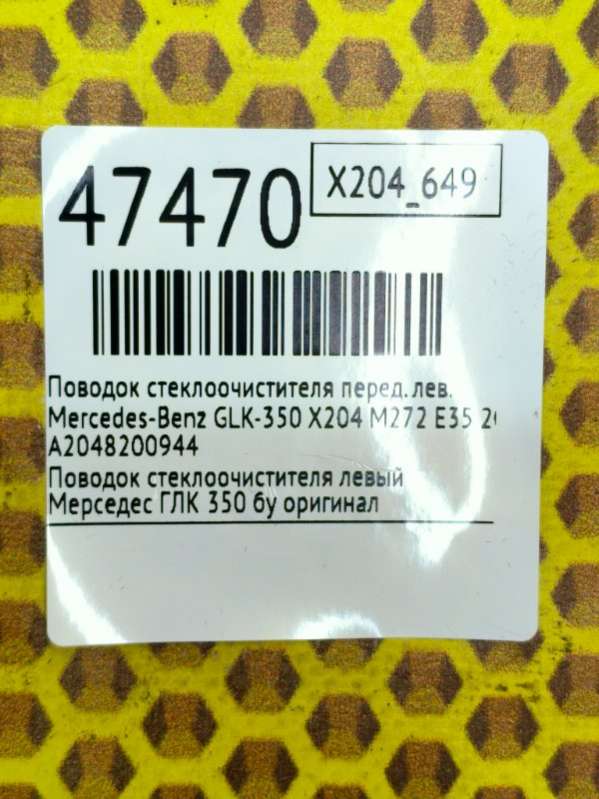 47470
X204_649
Поводок стеклоочистителя перед. лев.
Mercedes-Benz GLK-350 X204 M272 E35
A2048200944
Поводок стеклоочистителя левый
Мерседес ГЛК 350 бу оригинал